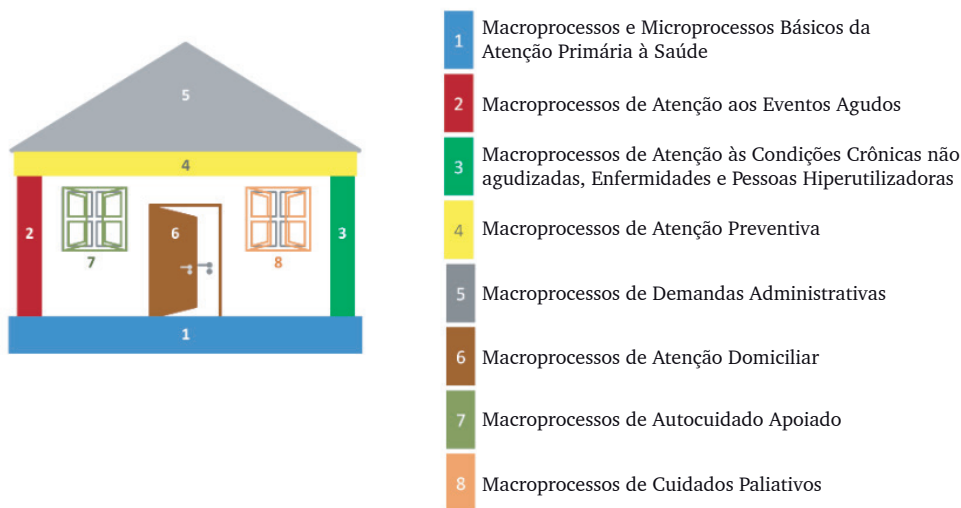 5
4
2
6
3
7
8
1
1 Macroprocessos e Microprocessos Básicos da
Atenção Primária à Saúde
2 Macroprocessos de Atenção aos Eventos Agudos
3 Macroprocessos de Atenção às Condições Crônicas não
agudizadas, Enfermidades e Pessoas Hiperutilizadoras
4 Macroprocessos de Atenção Preventiva
5 Macroprocessos de Demandas Administrativas
6 Macroprocessos de Atenção Domiciliar
7 Macroprocessos de Autocuidado Apoiado
8 Macroprocessos de Cuidados Paliativos